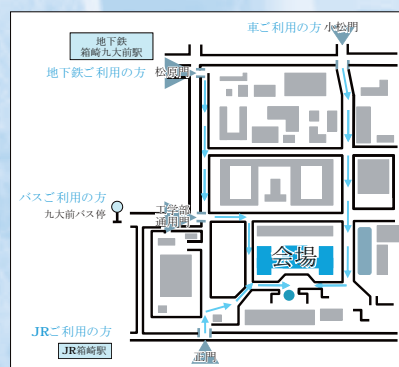 車ご利用の方
小松門
地下鉄
箱崎九大前駅
地下鉄ご利用の方
松原門
バスご利用の方
九大前バス停
工学部
通用門
会場
JRご利用の方
JR箱崎駅
正門